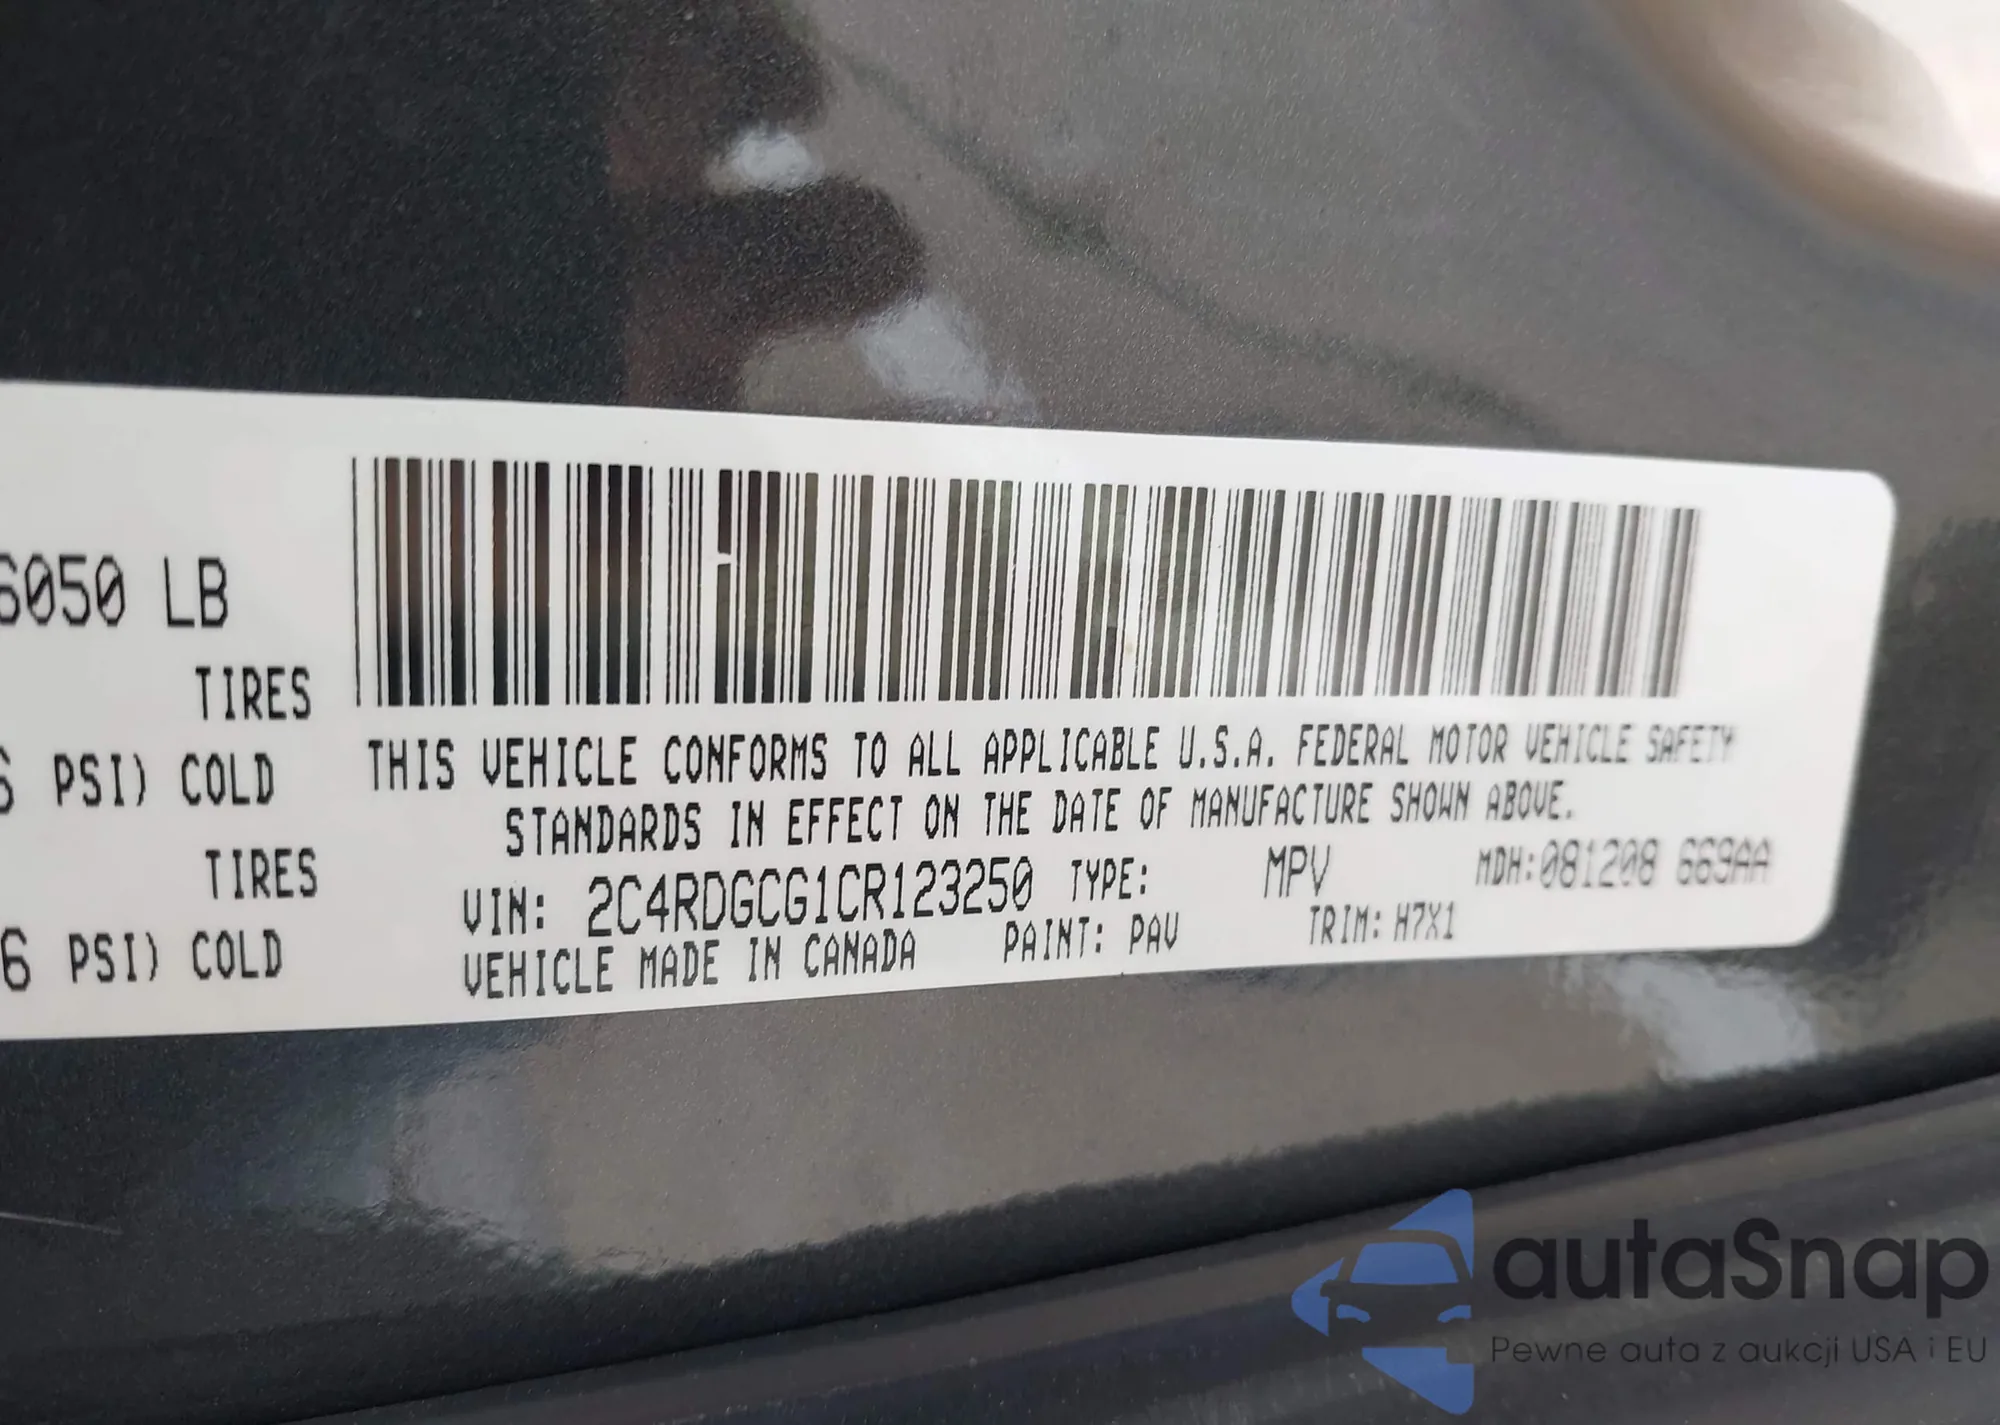 6050 LB
TIRES
6 PSI) COLD
TIRES
6 PSI) COLD
THIS VEHICLE CONFORMS TO ALL APPLICABLE U.S.A. FEDERAL MOTOR VEHICLE SAFETY
STANDARDS IN EFFECT ON THE DATE OF MANUFACTURE SHOWN ABOVE.
VIN: 2C4RDGCG1CR123250 TYPE: MPV MDH:081208 669AA
VEHICLE MADE IN CANADA PAINT: PAV TRIM: H7X1
autaSnap
Pewne auta z aukcji USA i EU